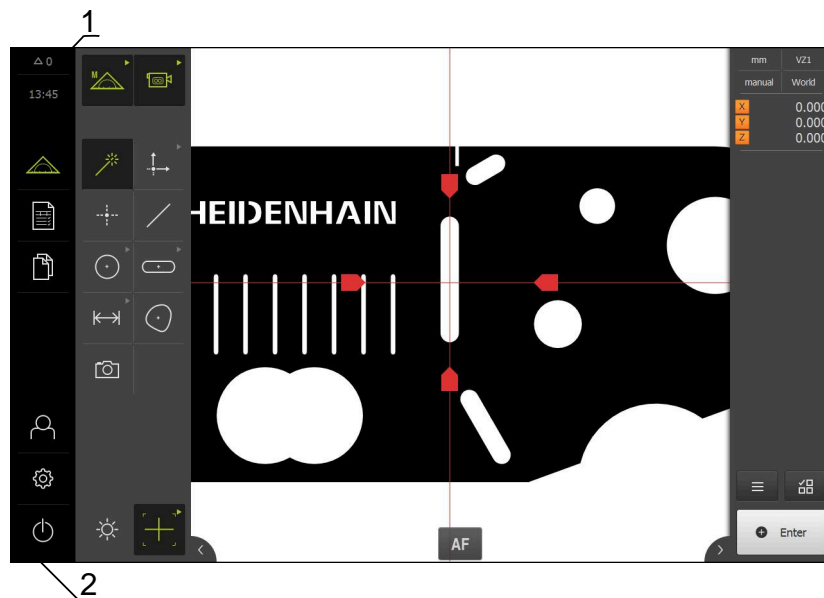 1
△ 0
13:45
M
HEIDENHAIN
mm VZ1
manual World
X 0.000
Y 0.000
Z 0.000
AF
Enter
2